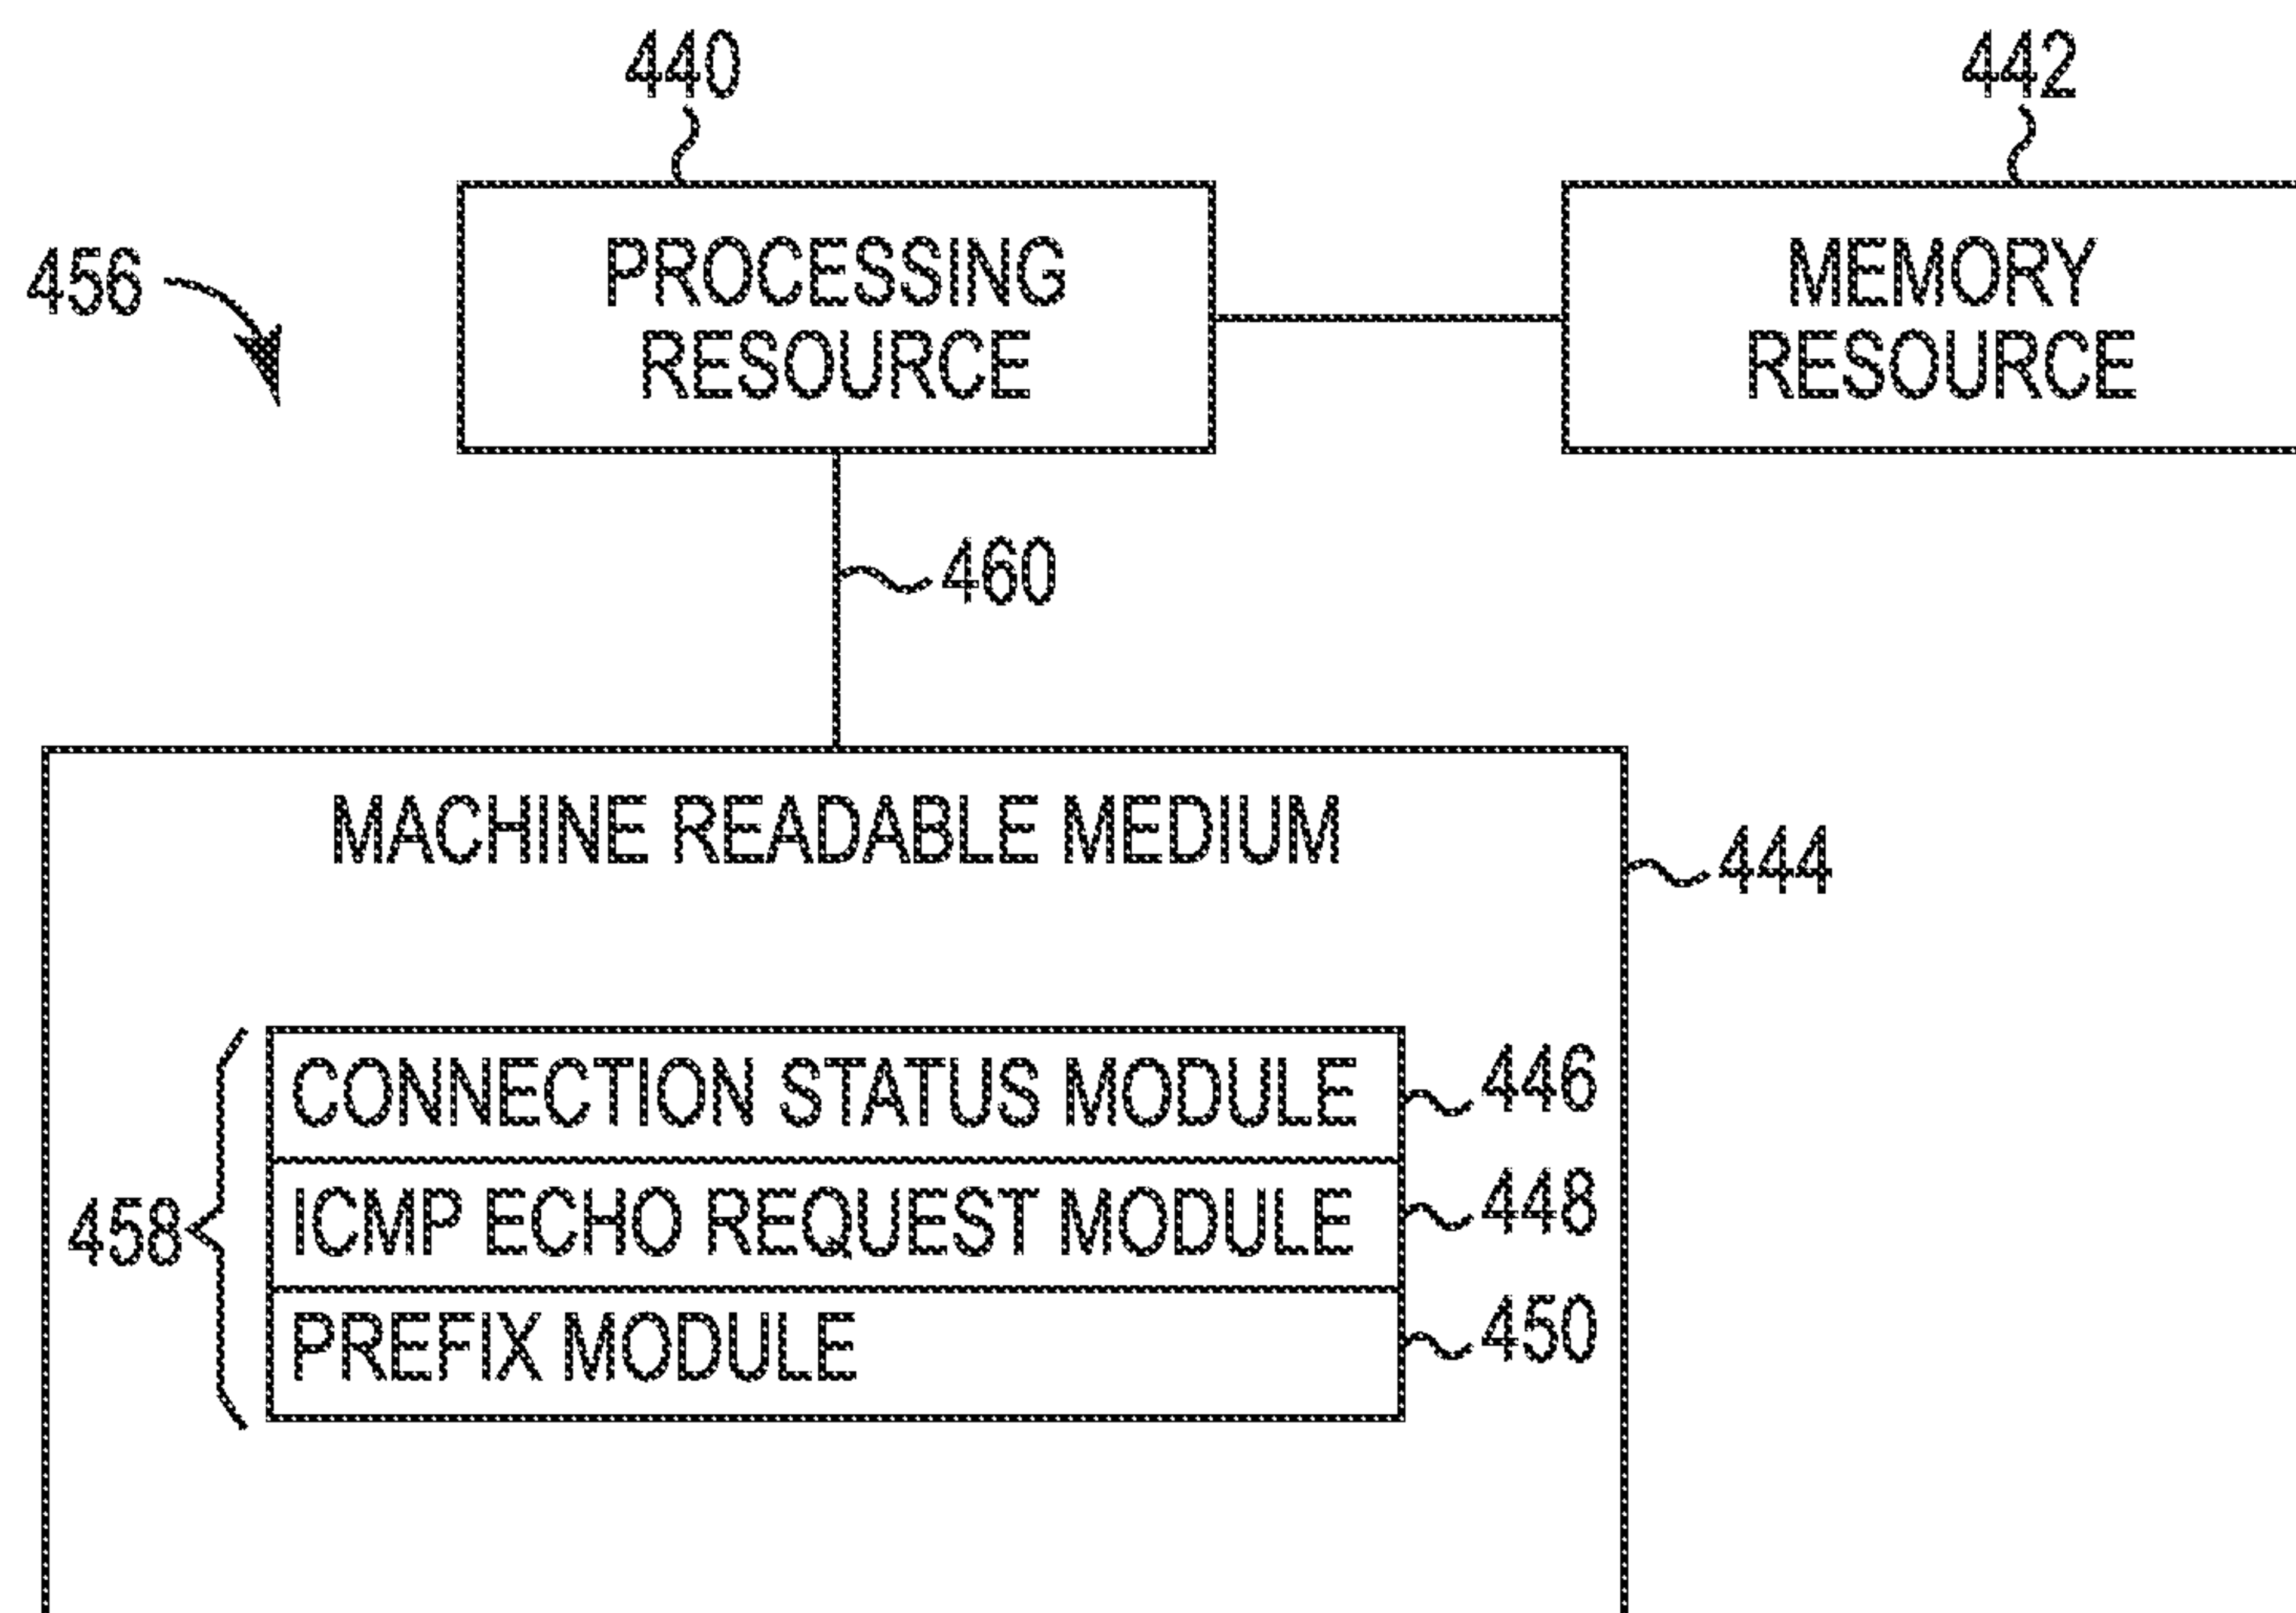 440
442
456
PROCESSING
RESOURCE
MEMORY
RESOURCE
460
MACHINE READABLE MEDIUM
444
CONNECTION STATUS MODULE
446
458
ICMP ECHO REQUEST MODULE
448
PREFIX MODULE
450